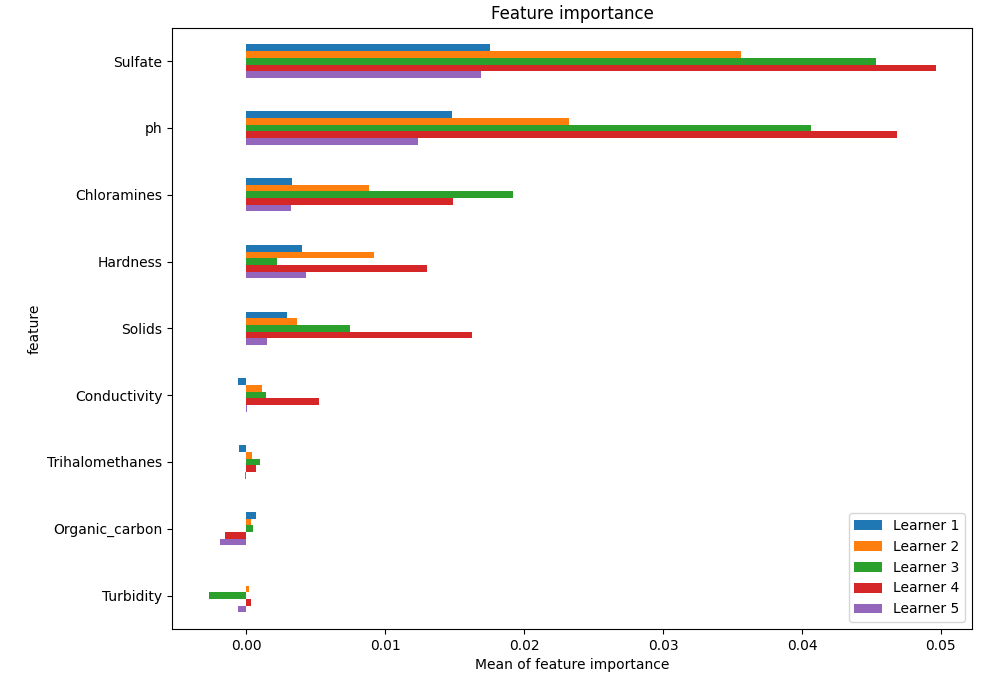 Feature importance
Sulfate
ph
Chloramines
Hardness
Solids
Conductivity
Trihalomethanes
Organic_carbon
Turbidity
feature
Learner 1
Learner 2
Learner 3
Learner 4
Learner 5
0.00 0.01 0.02 0.03 0.04 0.05
Mean of feature importance